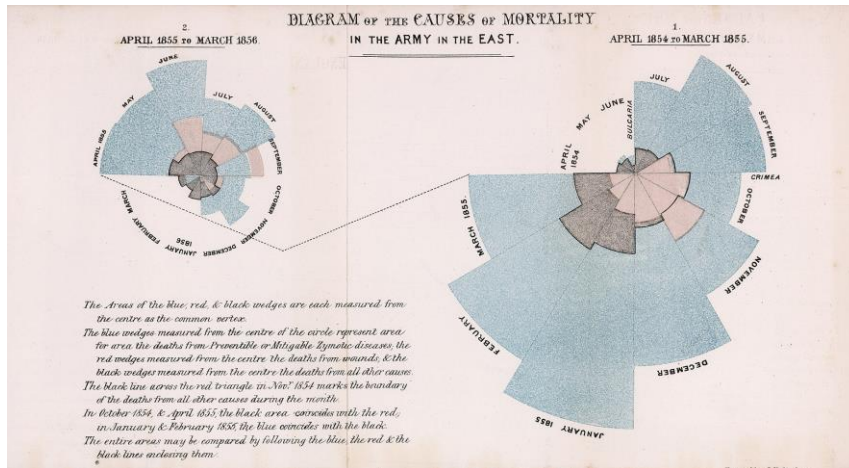 DIAGRAM OF THE CAUSES OF MORTALITY
IN THE ARMY IN THE EAST.
2.
APRIL 1855 TO MARCH 1856.
1.
APRIL 1854 TO MARCH 1855.
APRIL 1855
MAY
JUNE
JULY
AUGUST
SEPTEMBER
OCTOBER
NOVEMBER
DECEMBER
JANUARY
1856
FEBRUARY
MARCH
APRIL
1854
MAY
JUNE
BULGARIA
JULY
AUGUST
SEPTEMBER
CRIMEA
OCTOBER
NOVEMBER
DECEMBER
JANUARY 1855
FEBRUARY
MARCH 1855
The Areas of the blue, red, & black wedges are each measured from
the centre as the common vertex.
The blue wedges measured from the centre of the circle represent area
for area the deaths from Preventible or Mitigable Zymotic diseases, the
red wedges measured from the centre the deaths from wounds, & the
black wedges measured from the centre the deaths from all other causes.
The black line across the red triangle in Novr. 1854 marks the boundary
of the deaths from all other causes during the month.
In October 1854, & April 1855, the black area coincides with the red,
in January & February 1856, the blue coincides with the black.
The entire areas may be compared by following the blue, the red & the
black lines enclosing them.